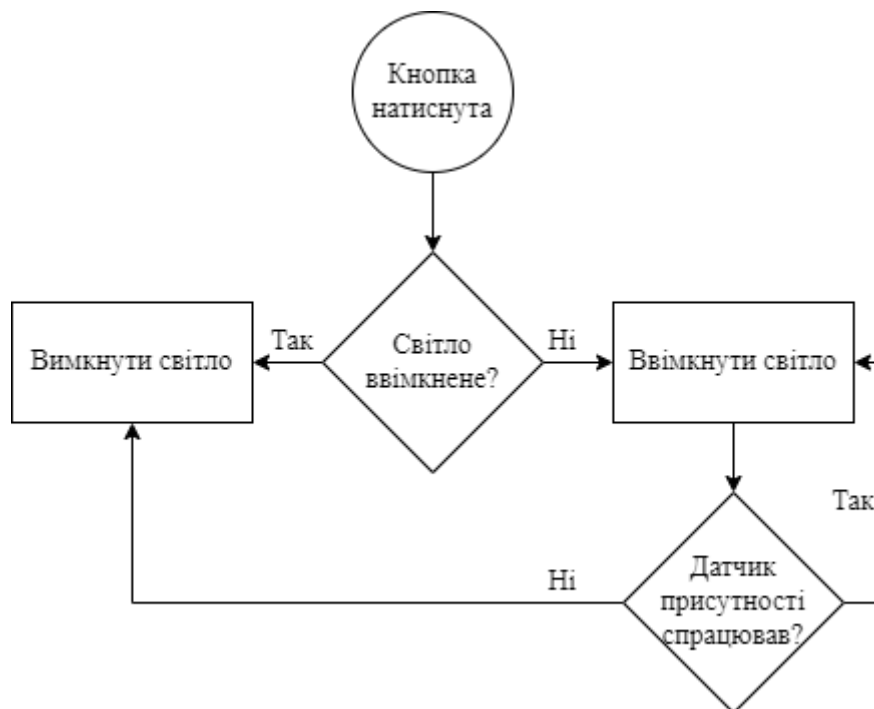 Кнопка
натиснута
Вимкнути світло
Так
Світло
ввімкнене?
Ні
Ввімкнути світло
Так
Ні
Датчик
присутності
спрацював?